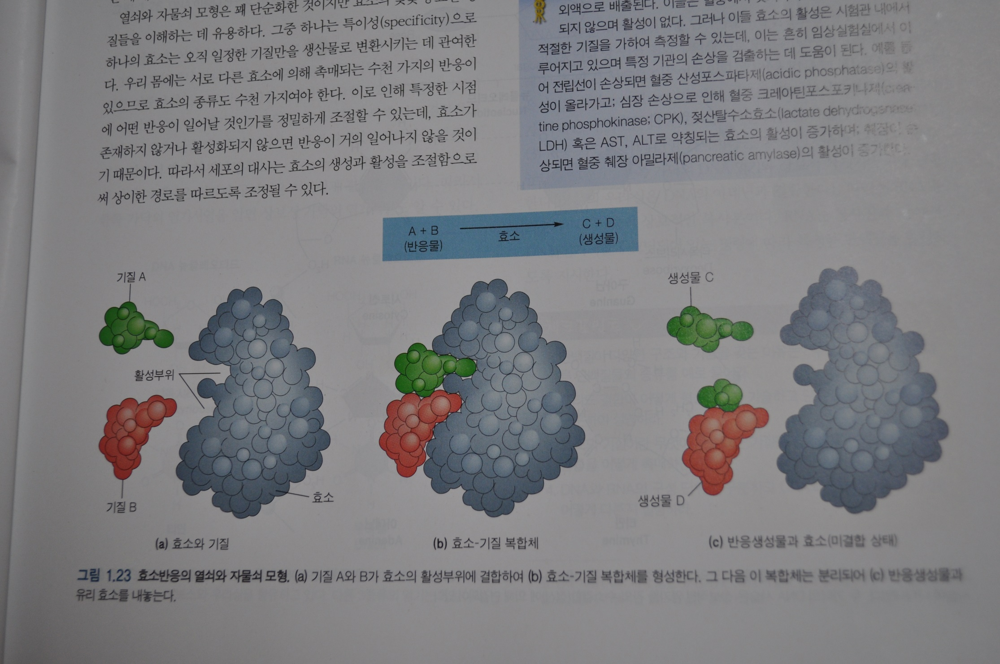 열쇠와 자물쇠 모형은 꽤 단순화한 것이지만 효소의
질들을 이해하는 데 유용하다. 그중 하나는 특이성(specificity)으로
하나의 효소는 오직 일정한 기질만을 생산물로 변환시키는 데 관여한
다. 우리 몸에는 서로 다른 효소에 의해 촉매되는 수천 가지의 반응이
있으므로 효소의 종류도 수천 가지여야 한다. 이로 인해 특정한 시점
에 어떤 반응이 일어날 것인가를 정밀하게 조절할 수 있는데, 효소가
존재하지 않거나 활성화되지 않으면 반응이 거의 일어나지 않을 것이
기 때문이다. 따라서 세포의 대사는 효소의 생성과 활성을 조절함으로
써 상이한 경로를 따르도록 조정될 수 있다.
외액으로 배출된다. 이들은 혈중에서
되지 않으며 활성이 없다. 그러나 이들 효소의 활성은 시험관 내에서
적절한 기질을 가하여 측정할 수 있는데, 이는 흔히 임상실험실에서 이
루어지고 있으며 특정 기관의 손상을 검출하는 데 도움이 된다. 예를 들
어 전립선이 손상되면 혈중 산성포스파타제(acidic phosphatase)의 활
성이 올라가고; 심장 손상으로 인해 혈중 크레아틴포스포키나제(crea-
tine phosphokinase; CPK), 젖산탈수소효소(lactate dehydrogenase;
LDH) 혹은 AST, ALT로 약칭되는 효소의 활성이 증가하며; 췌장이 손
상되면 혈중 췌장 아밀라제(pancreatic amylase)의 활성이 증가한다.
A + B
(반응물)
효소
C + D
(생성물)
기질 A
활성부위
기질 B
효소
생성물 C
생성물 D
(a) 효소와 기질
(b) 효소-기질 복합체
(c) 반응생성물과 효소(미결합 상태)
그림 1.23 효소반응의 열쇠와 자물쇠 모형. (a) 기질 A와 B가 효소의 활성부위에 결합하여 (b) 효소-기질 복합체를 형성한다. 그 다음 이 복합체는 분리되어 (c) 반응생성물과
유리 효소를 내놓는다.